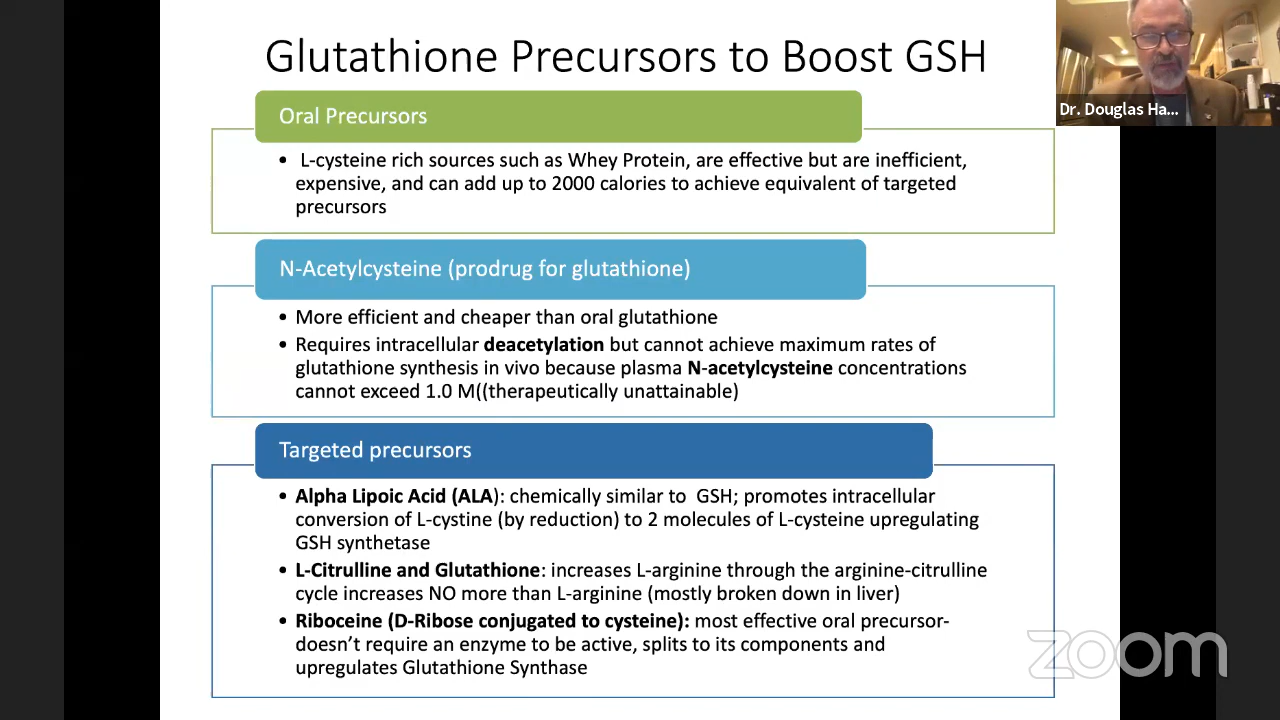 Glutathione Precursors to Boost GSH
Dr. Douglas Ha...
Oral Precursors
• L-cysteine rich sources such as Whey Protein, are effective but are inefficient,
expensive, and can add up to 2000 calories to achieve equivalent of targeted
precursors
N-Acetylcysteine (prodrug for glutathione)
• More efficient and cheaper than oral glutathione
• Requires intracellular deacetylation but cannot achieve maximum rates of
glutathione synthesis in vivo because plasma N-acetylcysteine concentrations
cannot exceed 1.0 M((therapeutically unattainable)
Targeted precursors
• Alpha Lipoic Acid (ALA): chemically similar to  GSH; promotes intracellular
conversion of L-cystine (by reduction) to 2 molecules of L-cysteine upregulating
GSH synthetase
• L-Citrulline and Glutathione: increases L-arginine through the arginine-citrulline
cycle increases NO more than L-arginine (mostly broken down in liver)
• Riboceine (D-Ribose conjugated to cysteine): most effective oral precursor-
doesn’t require an enzyme to be active, splits to its components and
upregulates Glutathione Synthase
zoom